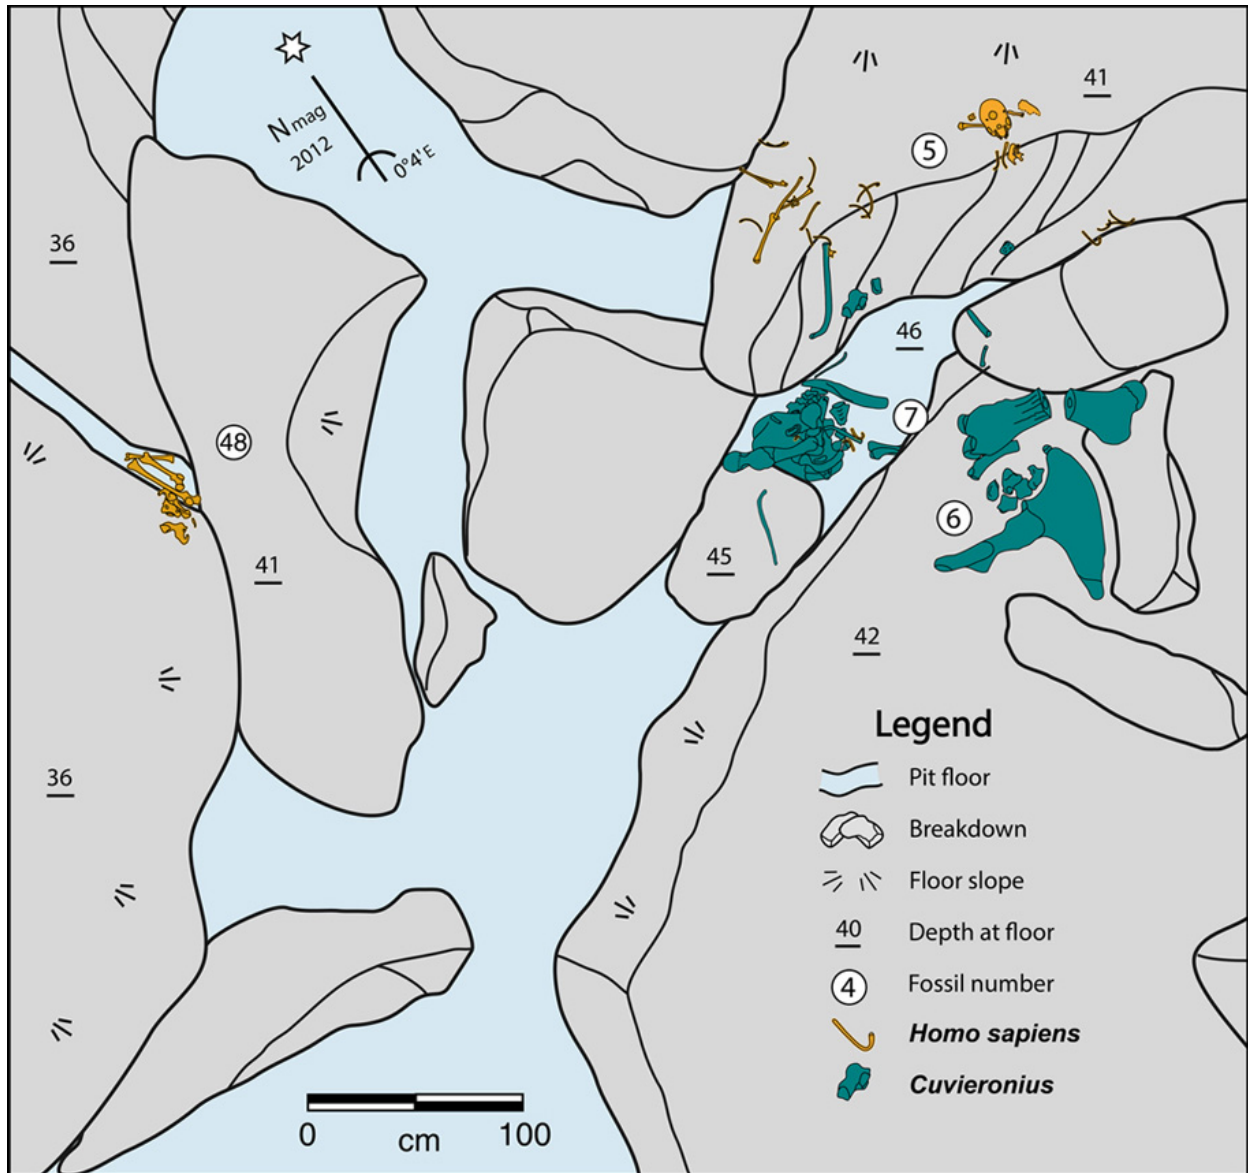 N mag
2012
0°4'E
41
5
36
46
7
48
6
45
41
42
36
Legend
Pit floor
Breakdown
Floor slope
40 Depth at floor
4 Fossil number
Homo sapiens
Cuvieronius
0 cm 100